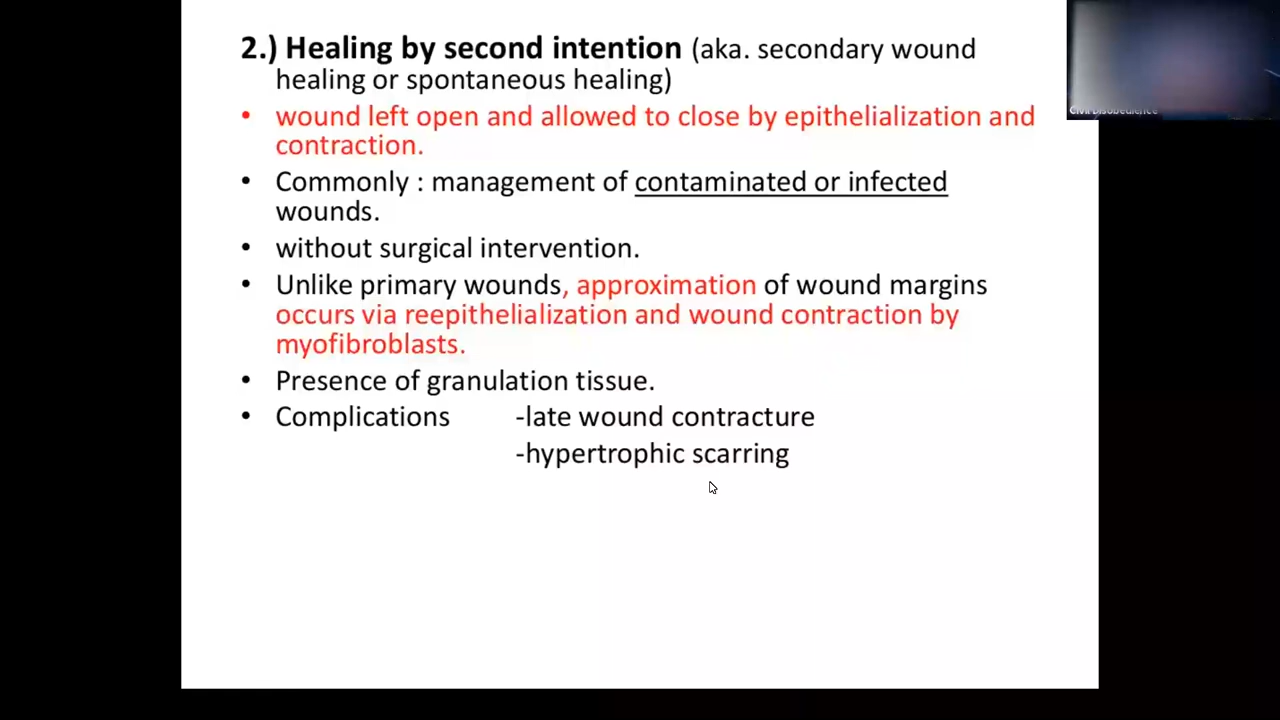 2.) Healing by second intention (aka. secondary wound
healing or spontaneous healing)
• wound left open and allowed to close by epithelialization and
contraction.
• Commonly : management of contaminated or infected
wounds.
• without surgical intervention.
• Unlike primary wounds, approximation of wound margins
occurs via reepithelialization and wound contraction by
myofibroblasts.
• Presence of granulation tissue.
• Complications -late wound contracture
-hypertrophic scarring
Civil Disobedience